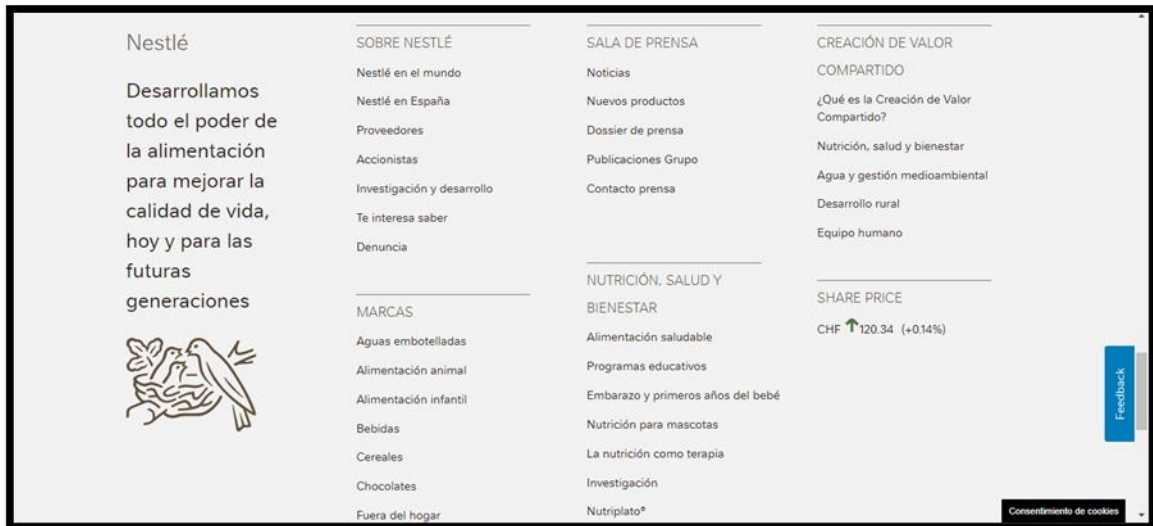 Nestlé
Desarrollamos
todo el poder de
la alimentación
para mejorar la
calidad de vida,
hoy y para las
futuras
generaciones
SOBRE NESTLÉ
Nestlé en el mundo
Nestlé en España
Proveedores
Accionistas
Investigación y desarrollo
Te interesa saber
Denuncia
MARCAS
Aguas embotelladas
Alimentación animal
Alimentación infantil
Bebidas
Cereales
Chocolates
Fuera del hogar
SALA DE PRENSA
Noticias
Nuevos productos
Dossier de prensa
Publicaciones Grupo
Contacto prensa
NUTRICIÓN, SALUD Y
BIENESTAR
Alimentación saludable
Programas educativos
Embarazo y primeros años del bebé
Nutrición para mascotas
La nutrición como terapia
Investigación
Nutriplato®
CREACIÓN DE VALOR
COMPARTIDO
¿Qué es la Creación de Valor
Compartido?
Nutrición, salud y bienestar
Agua y gestión medioambiental
Desarrollo rural
Equipo humano
SHARE PRICE
CHF 120.34 (+0.14%)
Feedback
Consentimiento de cookies